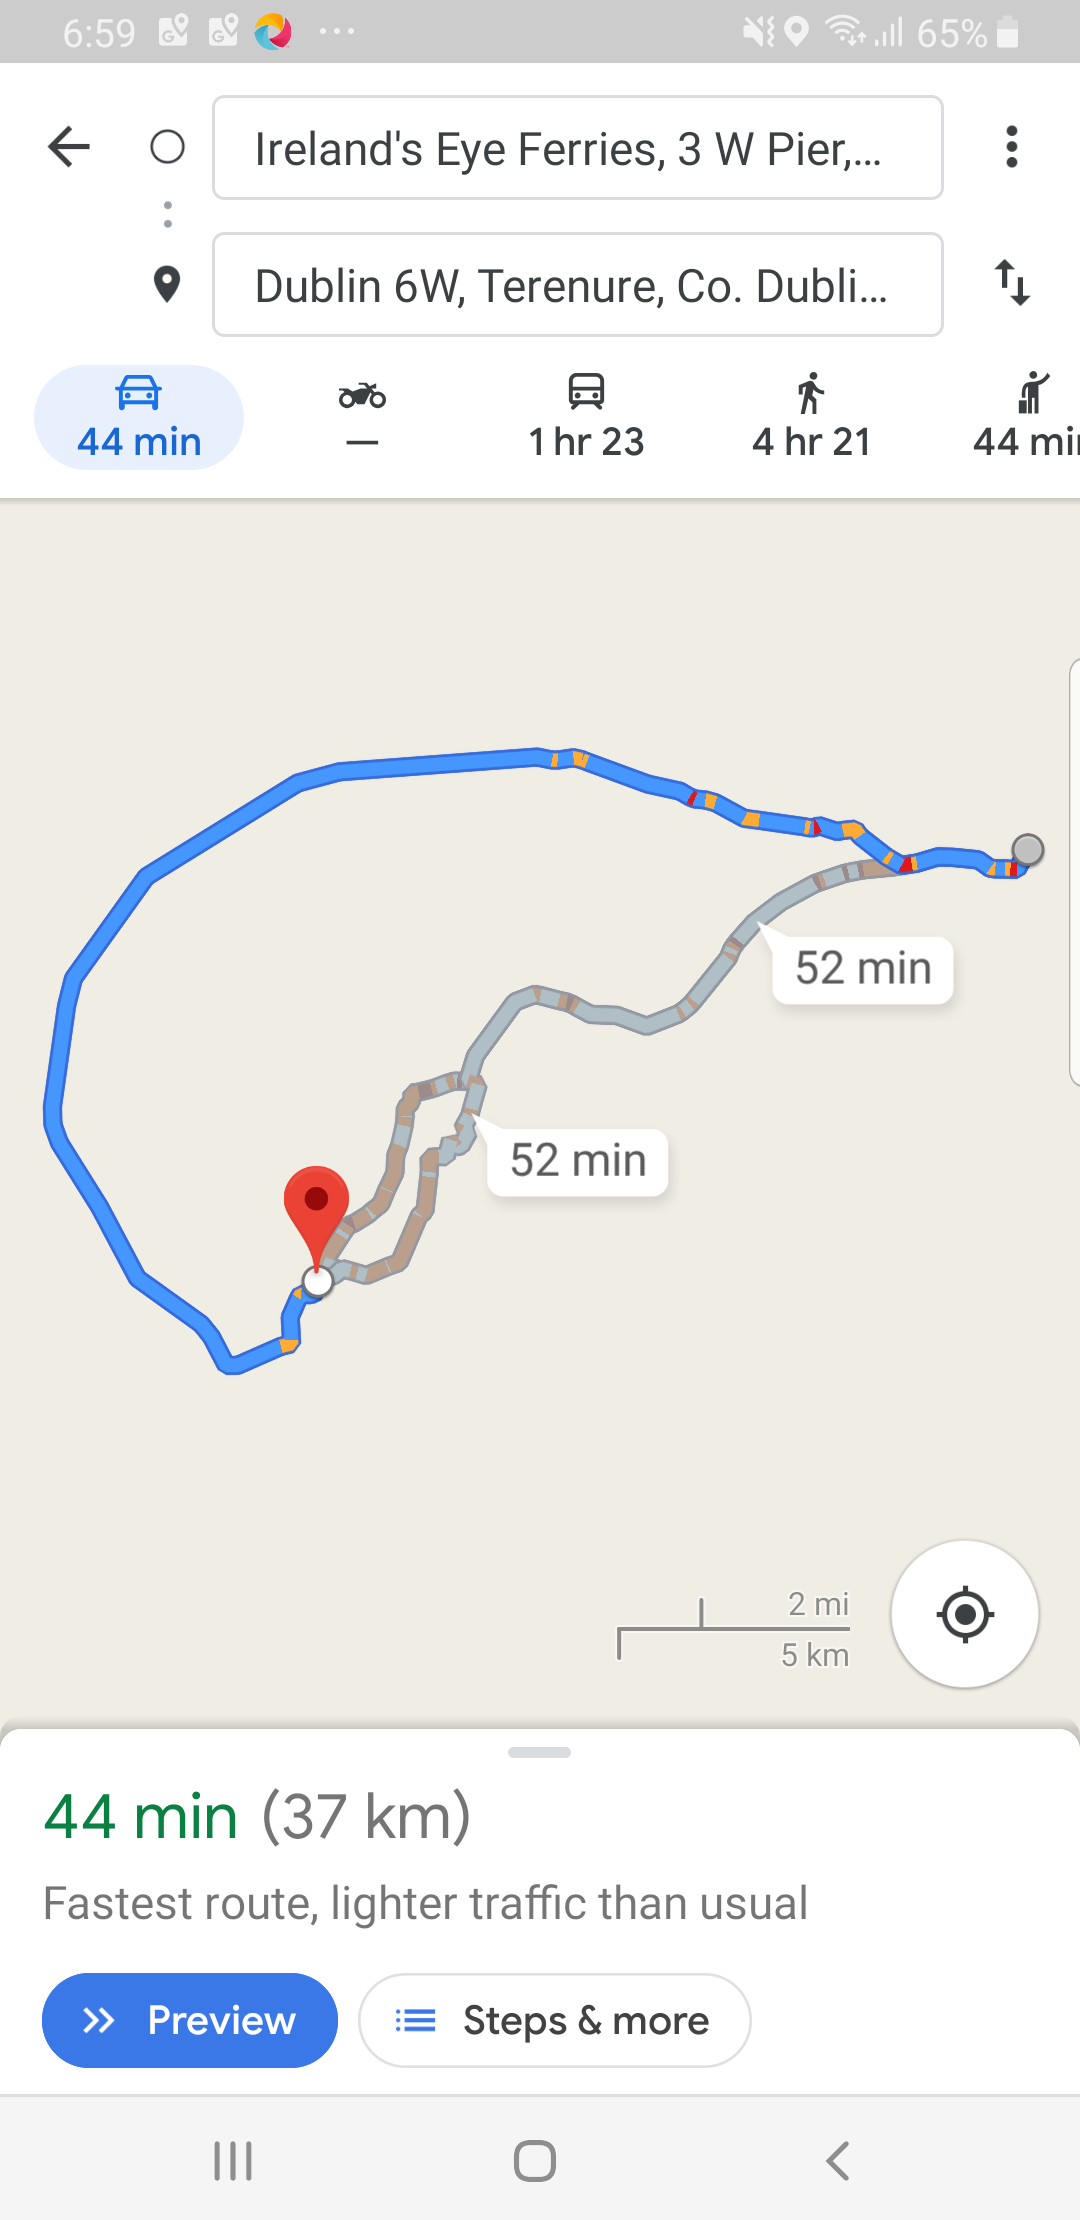 6:59
65%
Ireland's Eye Ferries, 3 W Pier,...
Dublin 6W, Terenure, Co. Dubli...
44 min
—
1 hr 23
4 hr 21
44 mi
52 min
52 min
2 mi
5 km
44 min (37 km)
Fastest route, lighter traffic than usual
Preview
Steps & more